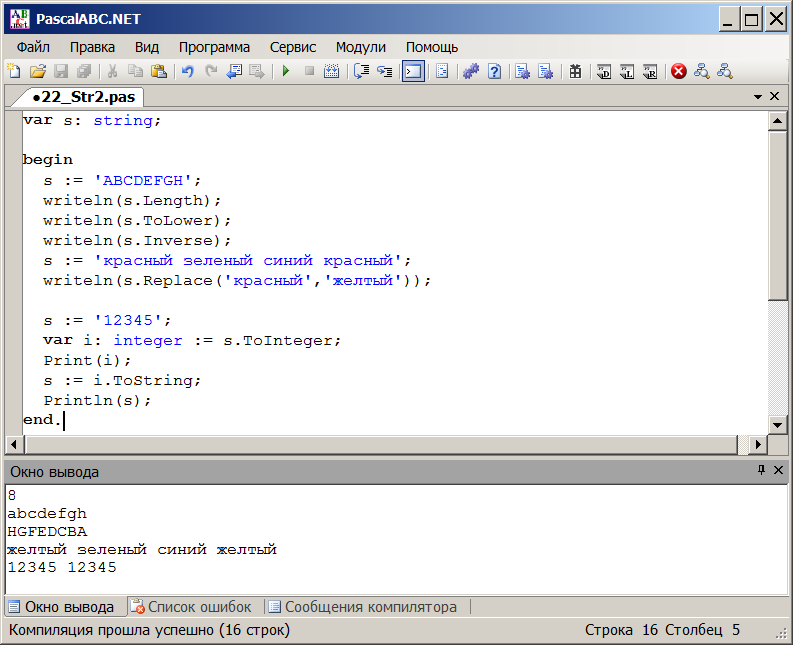 PascalABC.NET
Файл Правка Вид Программа Сервис Модули Помощь
•22_Str2.pas
var s: string;
begin
s := 'ABCDEFGH';
writeln(s.Length);
writeln(s.ToLower);
writeln(s.Inverse);
s := 'красный зеленый синий красный';
writeln(s.Replace('красный','желтый'));
s := '12345';
var i: integer := s.ToInteger;
Print(i);
s := i.ToString;
Println(s);
end.
Окно вывода
8
abcdefgh
HGFEDCBA
желтый зеленый синий желтый
12345 12345
Окно вывода Список ошибок Сообщения компилятора
Компиляция прошла успешно (16 строк) Строка 16 Столбец 5